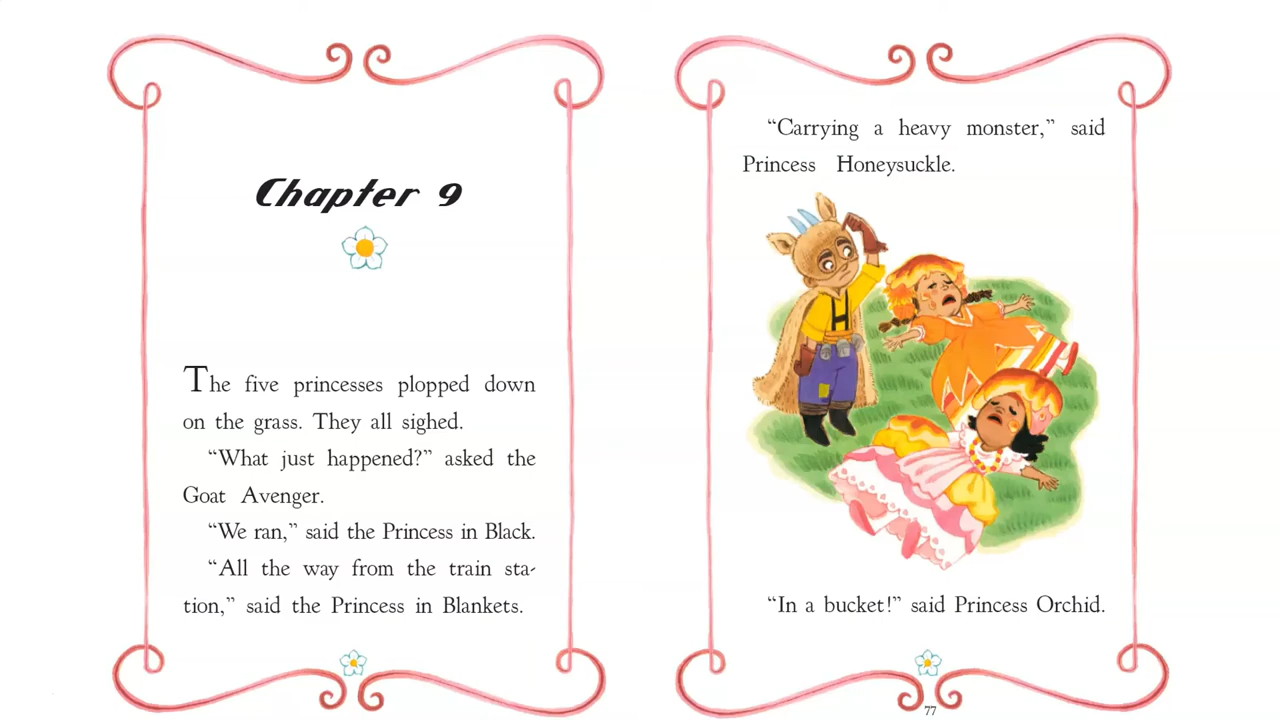 Chapter 9
The five princesses plopped down
on the grass. They all sighed.
“What just happened?” asked the
Goat Avenger.
“We ran,” said the Princess in Black.
“All the way from the train sta-
tion,” said the Princess in Blankets.
“Carrying a heavy monster,” said
Princess Honeysuckle.
“In a bucket!” said Princess Orchid.
77